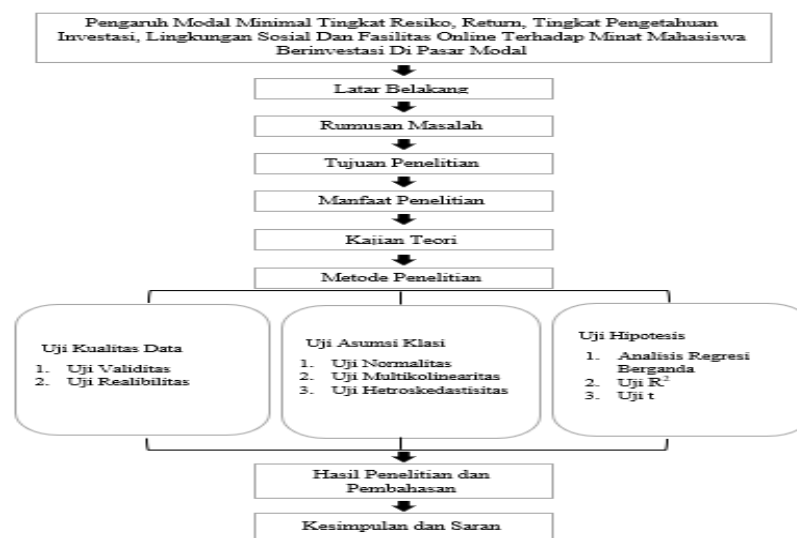 Pengaruh Modal Minimal Tingkat Resiko, Return, Tingkat Pengetahuan
Investasi, Lingkungan Sosial Dan Fasilitas Online Terhadap Minat Mahasiswa
Berinvestasi Di Pasar Modal
Latar Belakang
Rumusan Masalah
Tujuan Penelitian
Manfaat Penelitian
Kajian Teori
Metode Penelitian
Uji Kualitas Data
1. Uji Validitas
2. Uji Realibilitas
Uji Asumsi Klasi
1. Uji Normalitas
2. Uji Multikolinearitas
3. Uji Hetroskedastisitas
Uji Hipotesis
1. Analisis Regresi
Berganda
2. Uji R²
3. Uji t
Hasil Penelitian dan
Pembahasan
Kesimpulan dan Saran